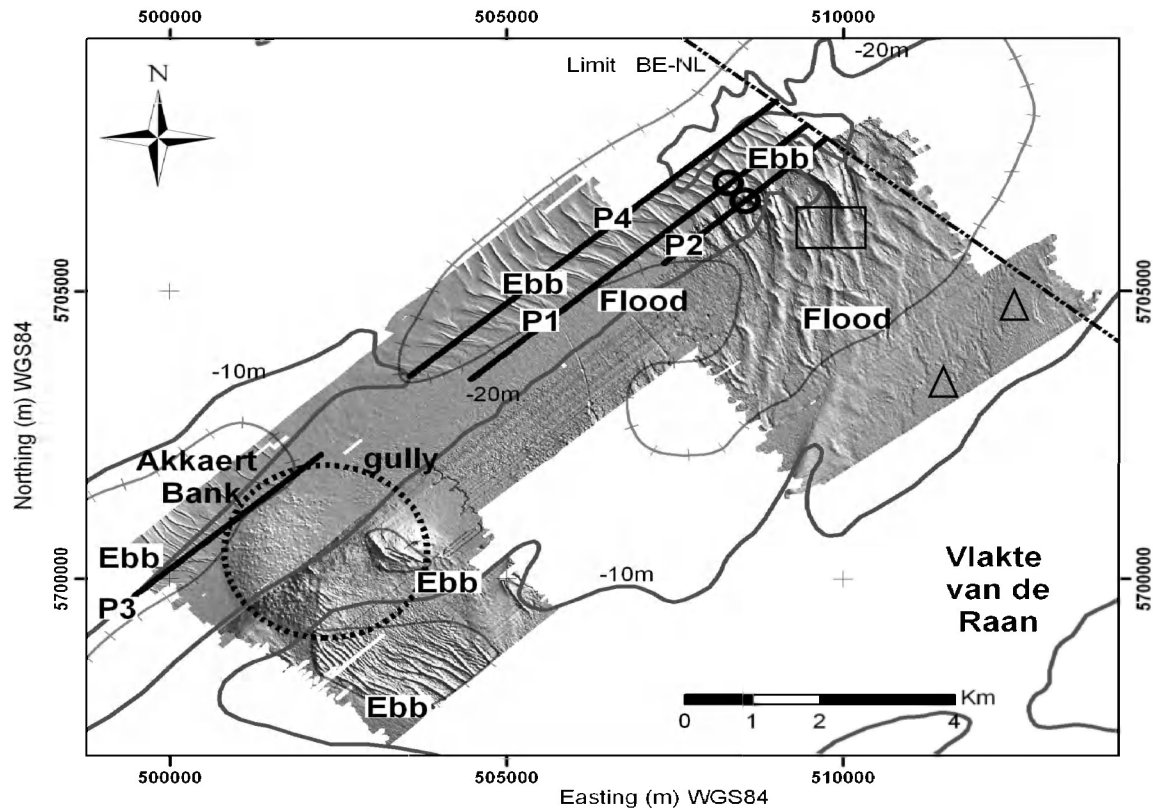 500000 505000 510000
N
Limit BE-NL
-20m
Ebb
P4
P2
5705000
Ebb
Flood
5705000
P1
Flood
-10m
-20m
Akkaert
Bank
gully
Northing (m) WGS84
Ebb
Ebb
5700000
-10m
5700000
P3
Vlakte
van de
Raan
Ebb
Km
0 1 2 4
500000 505000 510000
Easting (m) WGS84